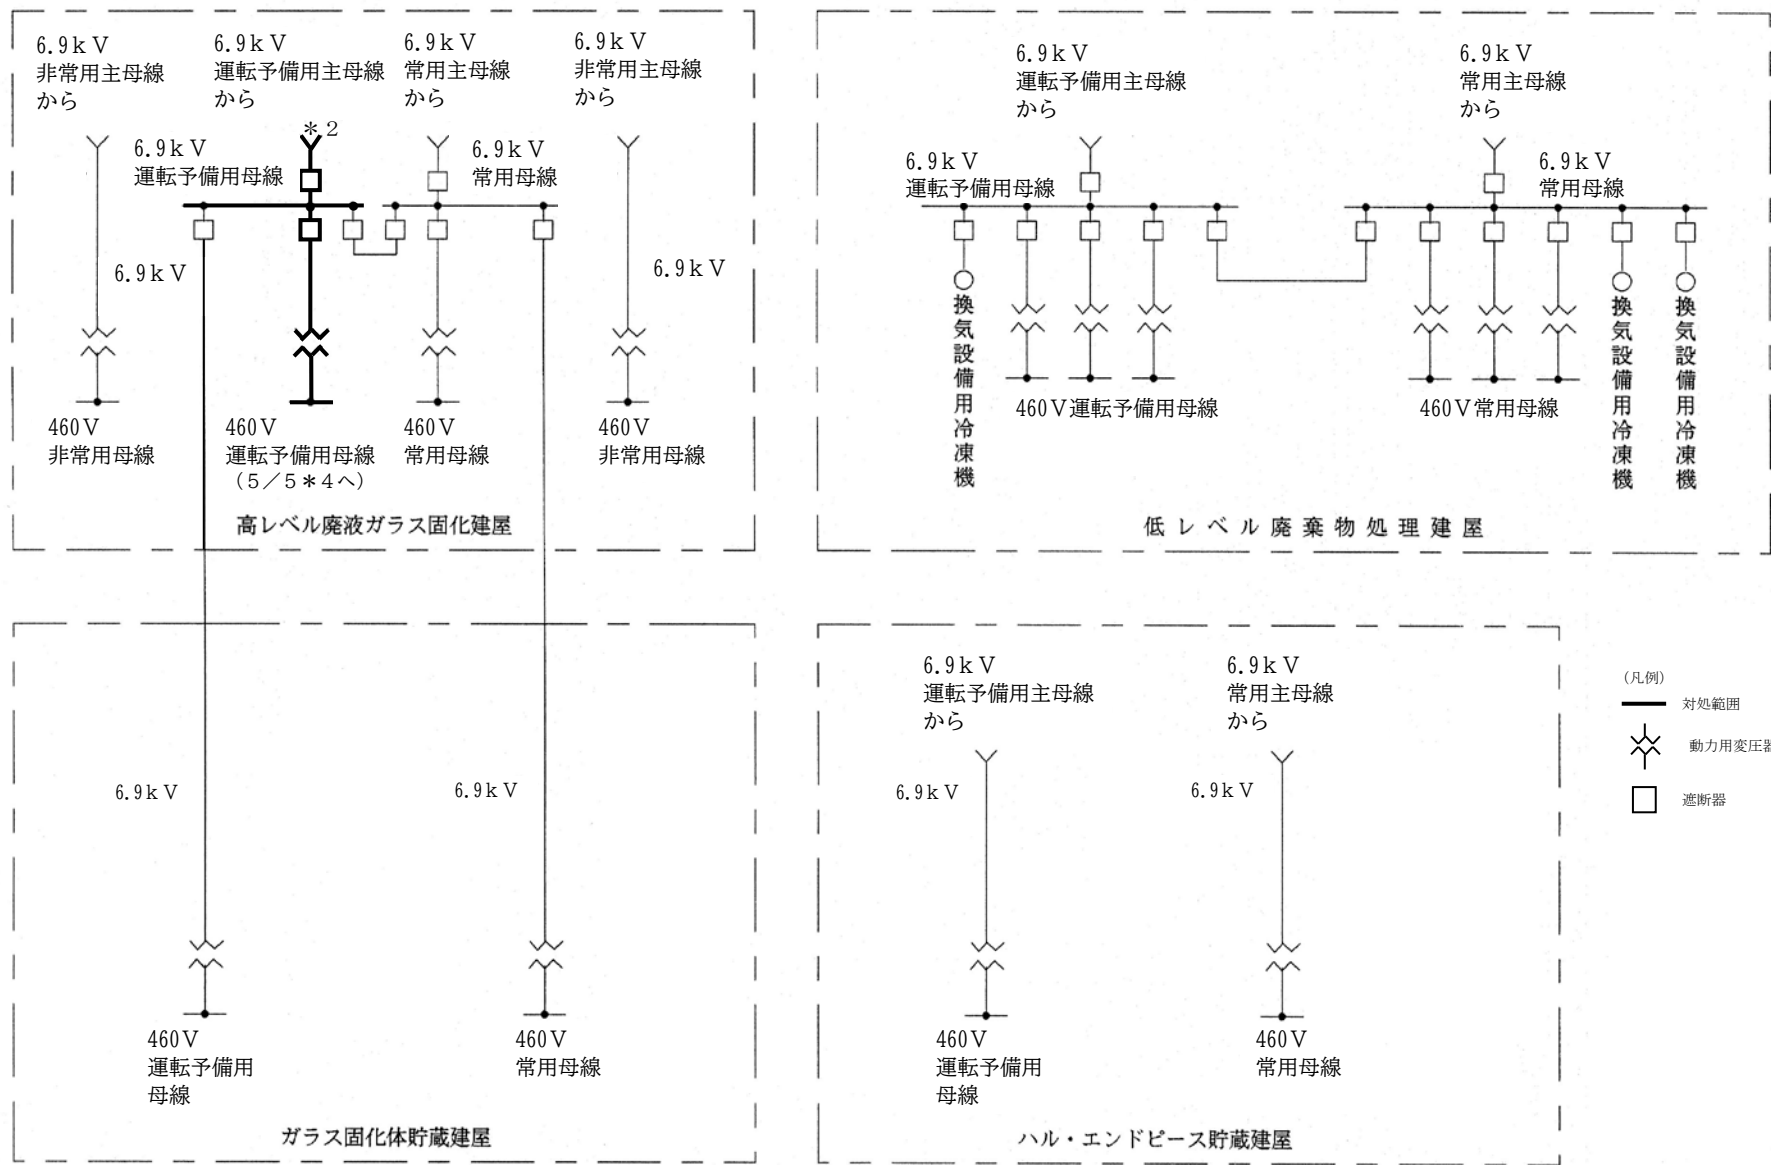 6.9kV
非常用主母線
から
6.9kV
運転予備用主母線
から
6.9kV
常用主母線
から
6.9kV
非常用主母線
から
＊2
6.9kV
運転予備用母線
6.9kV
常用母線
6.9kV
6.9kV
460V
非常用母線
460V
運転予備用母線
（5／5＊4へ）
460V
常用母線
460V
非常用母線
高レベル廃液ガラス固化建屋
6.9kV
運転予備用主母線
から
6.9kV
常用主母線
から
6.9kV
運転予備用母線
6.9kV
常用母線
換気設備用冷凍機
460V運転予備用母線
460V常用母線
換気設備用冷凍機
換気設備用冷凍機
低レベル廃棄物処理建屋
6.9kV
6.9kV
460V
運転予備用
母線
460V
常用母線
ガラス固化体貯蔵建屋
6.9kV
運転予備用主母線
から
6.9kV
常用主母線
から
6.9kV
6.9kV
460V
運転予備用
母線
460V
常用母線
ハル・エンドピース貯蔵建屋
（凡例）
対処範囲
動力用変圧器
遮断器